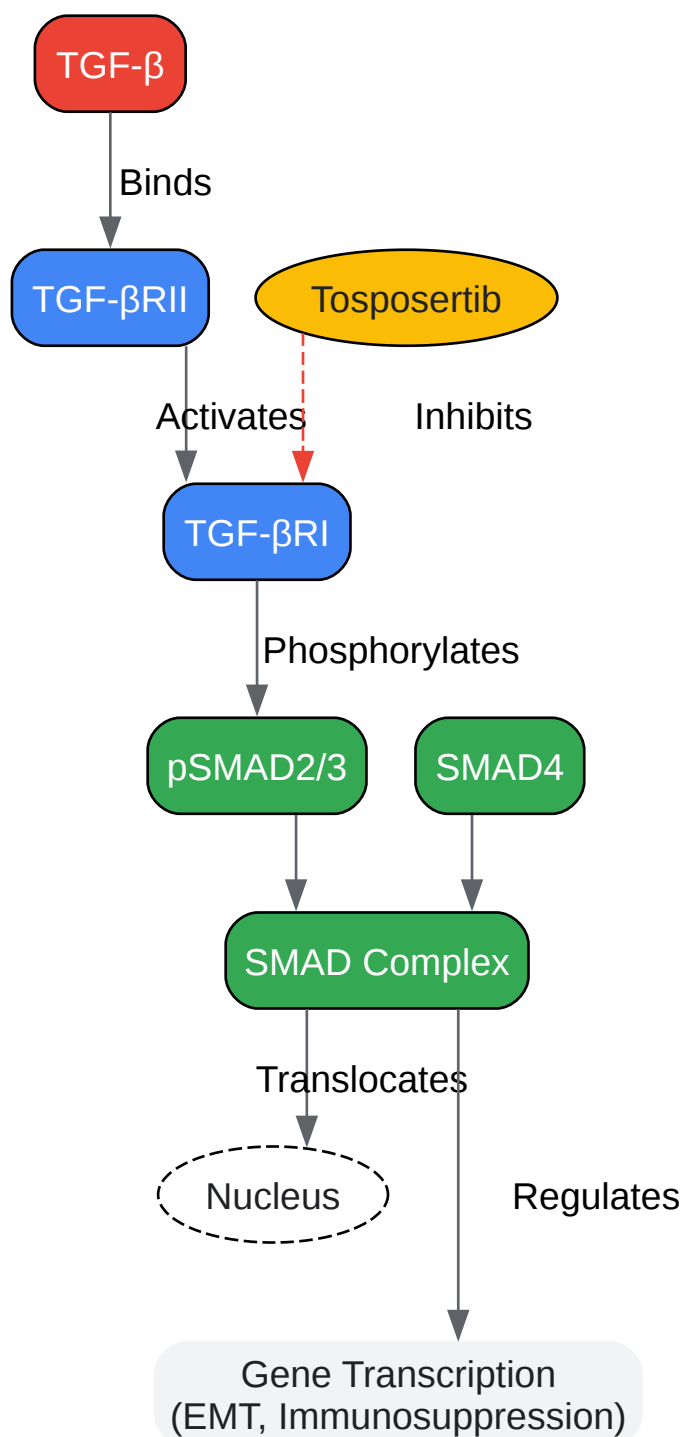 TGF-β
Binds
TGF-βRII
Tosposertib
Activates
Inhibits
TGF-βRI
Phosphorylates
pSMAD2/3
SMAD4
SMAD Complex
Translocates
Nucleus
Regulates
Gene Transcription
(EMT, Immunosuppression)